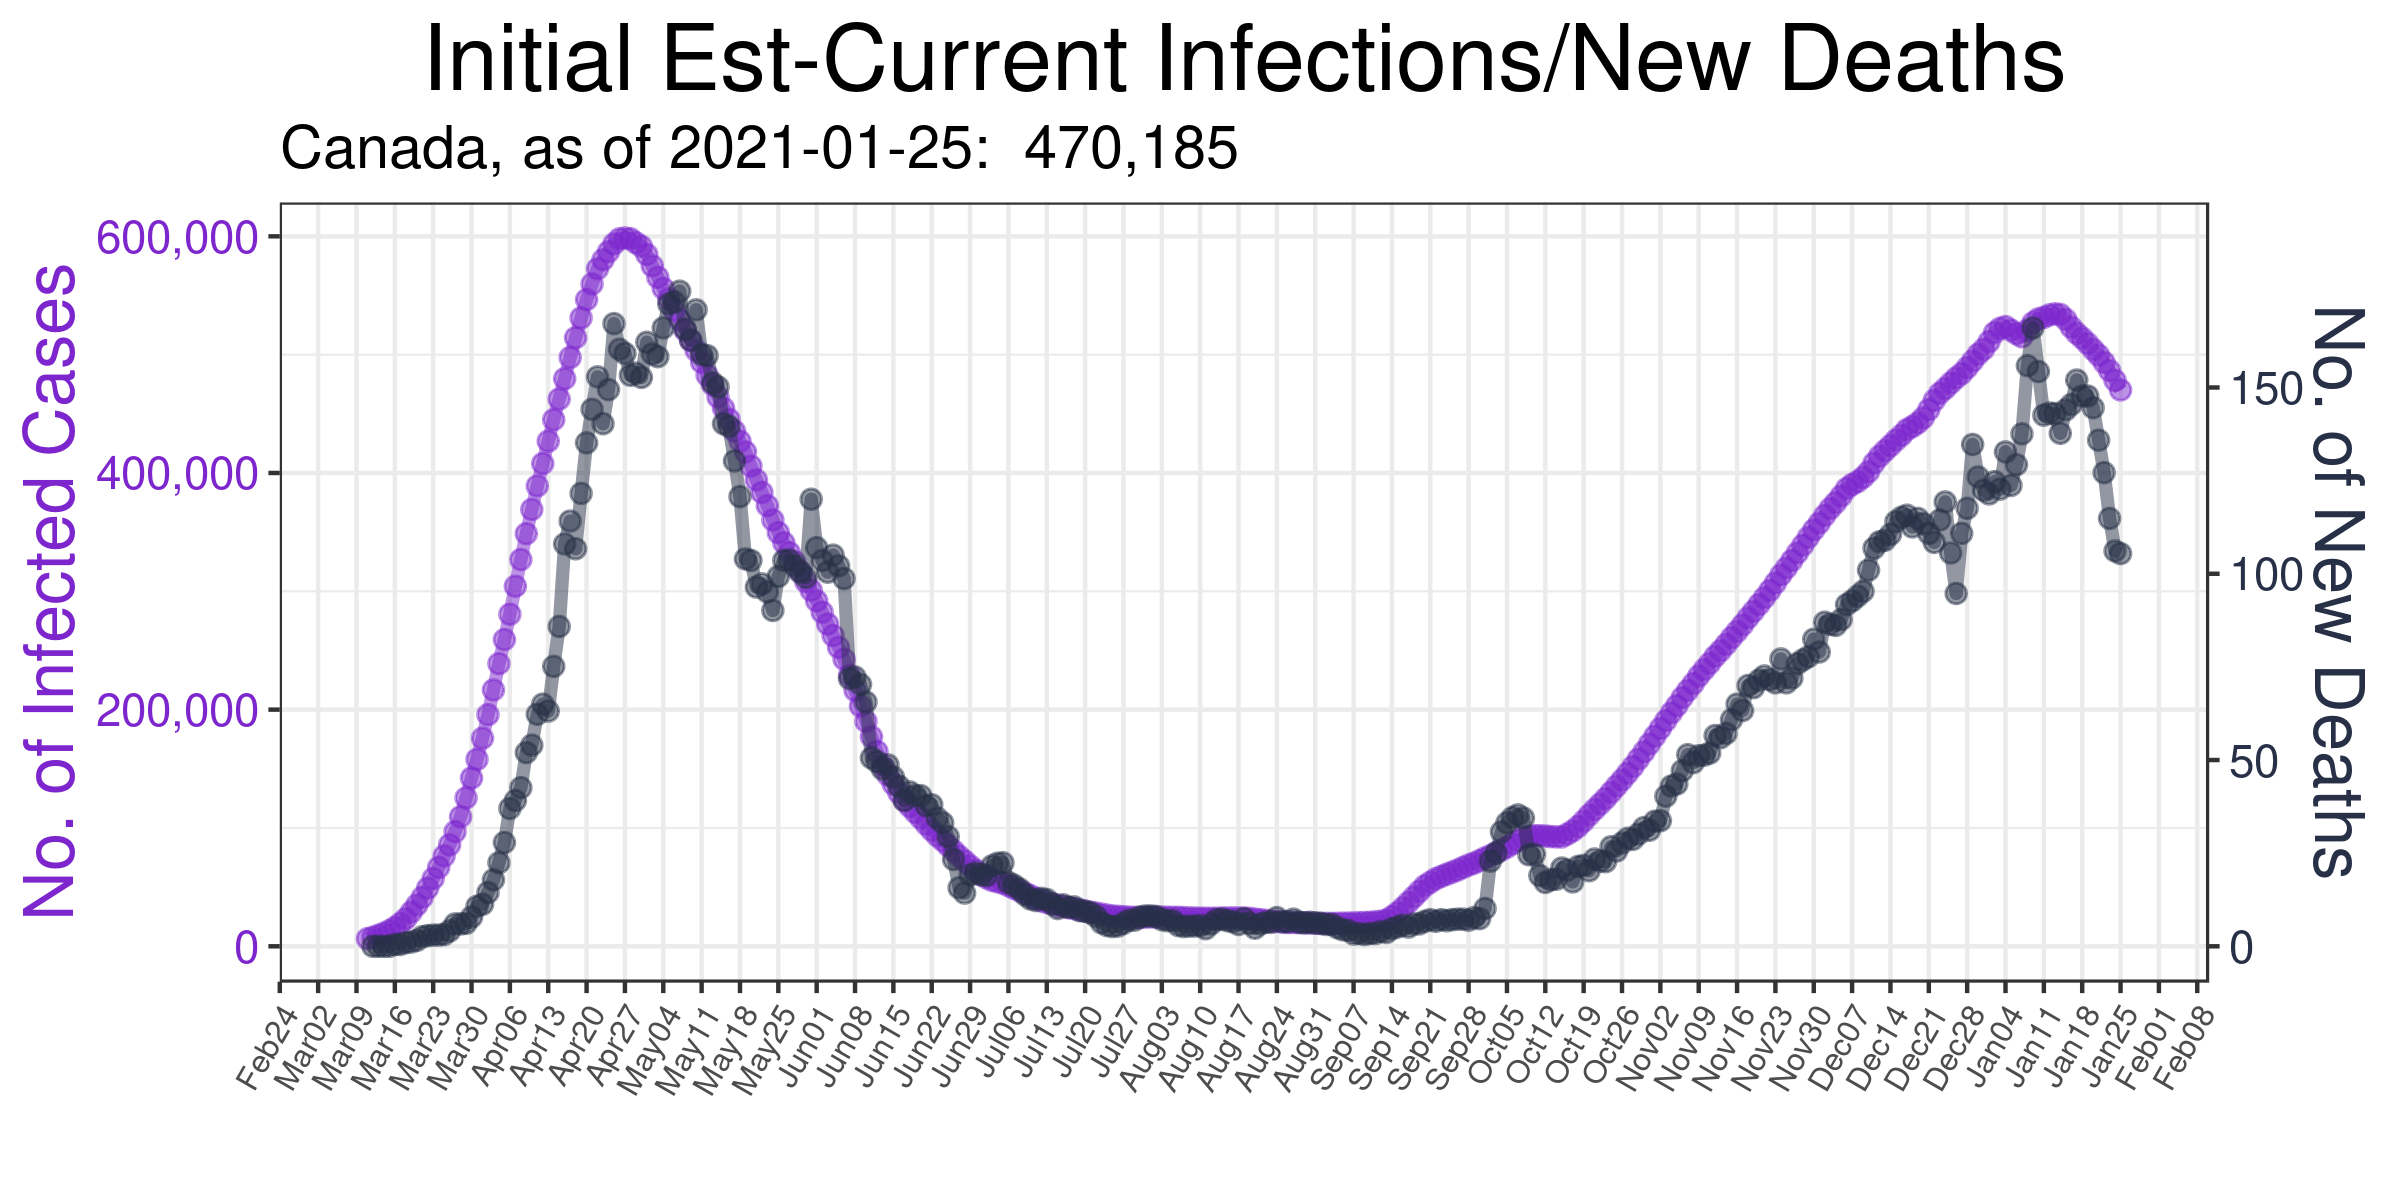 Initial Est-Current Infections/New Deaths
Canada, as of 2021-01-25:  470,185
No. of Infected Cases
600,000
400,000
200,000
0
No. of New Deaths
150
100
50
0
Feb24
Mar02
Mar09
Mar16
Mar23
Mar30
Apr06
Apr13
Apr20
Apr27
May04
May11
May18
May25
Jun01
Jun08
Jun15
Jun22
Jun29
Jul06
Jul13
Jul20
Jul27
Aug03
Aug10
Aug17
Aug24
Aug31
Sep07
Sep14
Sep21
Sep28
Oct05
Oct12
Oct19
Oct26
Nov02
Nov09
Nov16
Nov23
Nov30
Dec07
Dec14
Dec21
Dec28
Jan04
Jan11
Jan18
Jan25
Feb01
Feb08